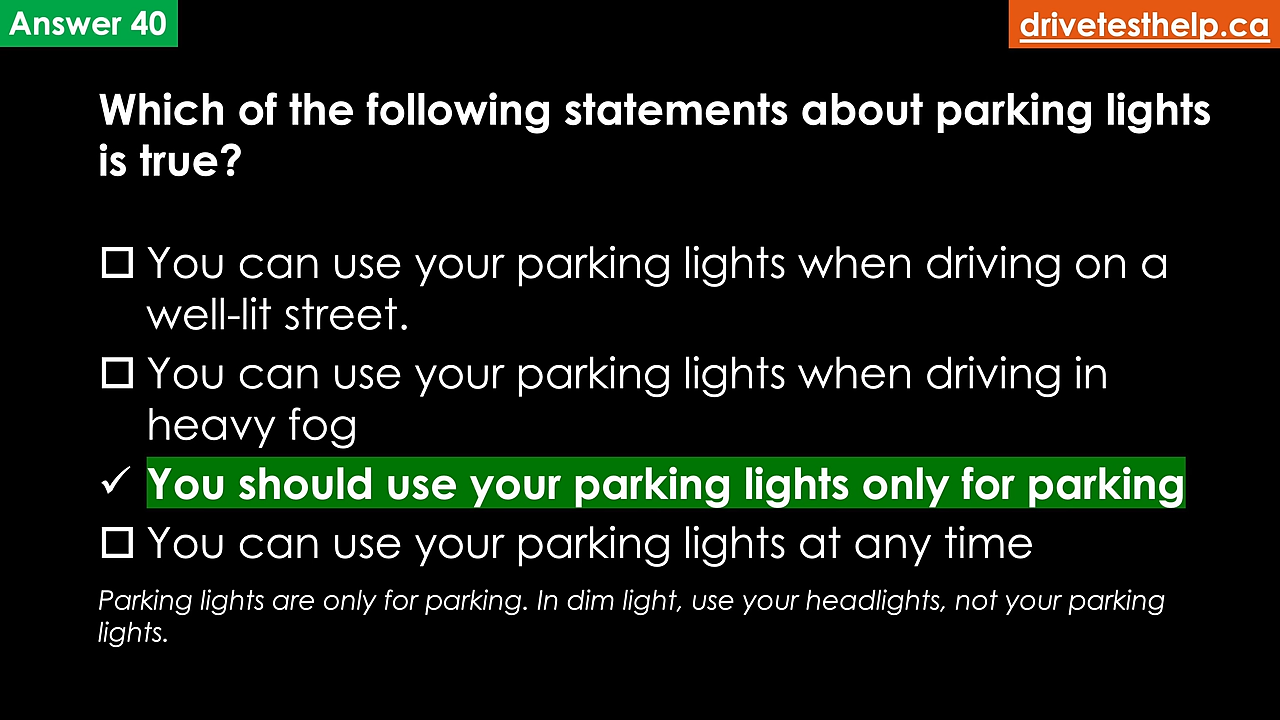 Answer 40
drivetesthelp.ca
Which of the following statements about parking lights
is true?
You can use your parking lights when driving on a
well-lit street.
You can use your parking lights when driving in
heavy fog
You should use your parking lights only for parking
You can use your parking lights at any time
Parking lights are only for parking. In dim light, use your headlights, not your parking
lights.